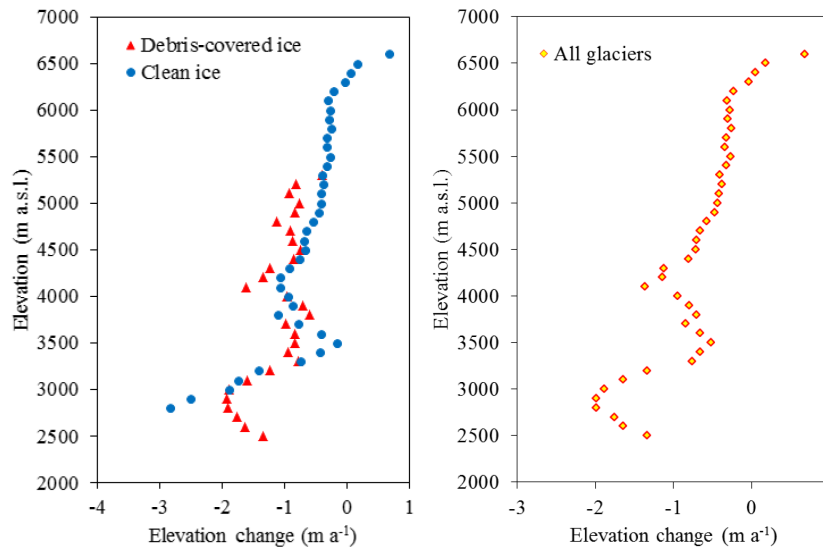 7000
6500
6000
5500
5000
4500
4000
3500
3000
2500
2000
Elevation (m a.s.l.)
Debris-covered ice
Clean ice
-4 -3 -2 -1 0 1
Elevation change (m a⁻¹)
7000
6500
6000
5500
5000
4500
4000
3500
3000
2500
2000
Elevation (m a.s.l.)
All glaciers
-3 -2 -1 0
Elevation change (m a⁻¹)